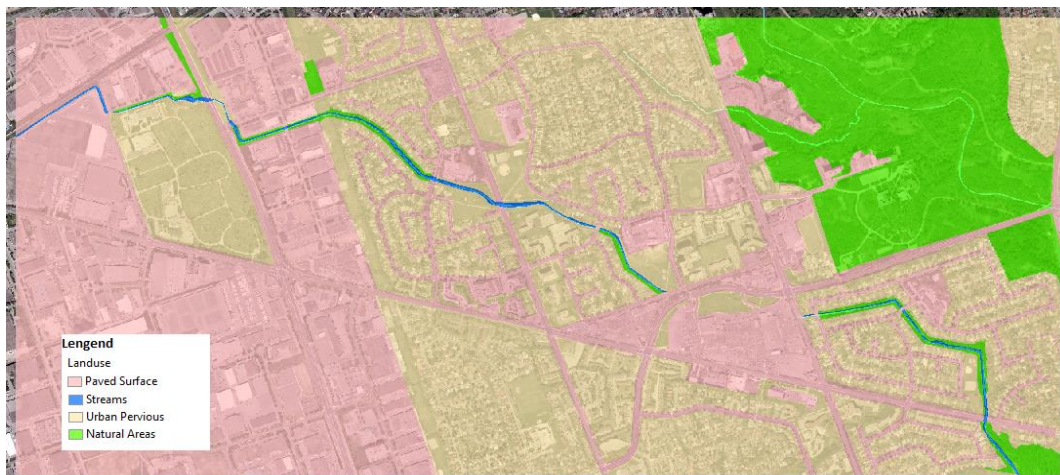 Lengend
Landuse
Paved Surface
Streams
Urban Pervious
Natural Areas